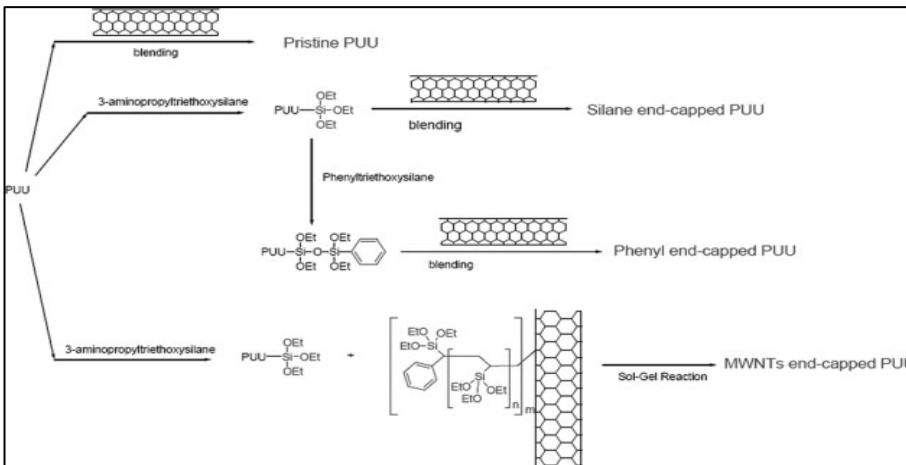 blending
Pristine PUU
3-aminopropyltriethoxysilane
OEt
PUU—Si—OEt
OEt
blending
Silane end-capped PUU
Phenyltriethoxysilane
PUU
OEt OEt
PUU—Si—O—Si
OEt OEt
blending
Phenyl end-capped PUU
3-aminopropyltriethoxysilane
OEt
PUU—Si—OEt
OEt
+
EtO OEt
EtO Si
Si
EtO OEt
EtO
n
m
Sol-Gel Reaction
MWNTs end-capped PUU